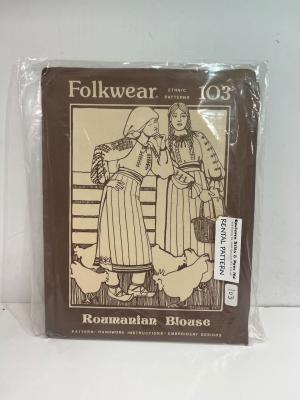 Folkwear ETHNIC PATTERNS 103
RENTAL PATTERN
103
Roumanian Blouse
PATTERN • HANDWORK INSTRUCTIONS • EMBROIDERY DESIGNS